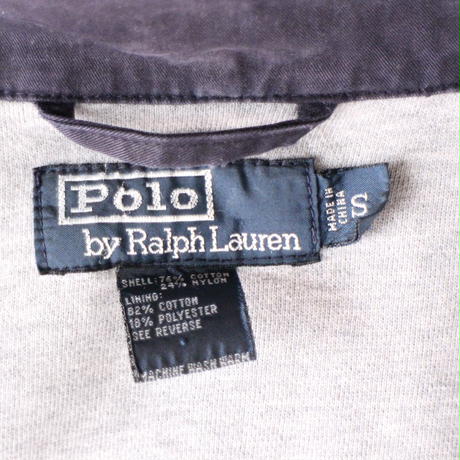 Polo
by Ralph Lauren
MADE IN
CHINA
S
SHELL: 76% COTTON
24% NYLON
LINING:
82% COTTON
18% POLYESTER
SEE REVERSE
MACHINE WASH WARM